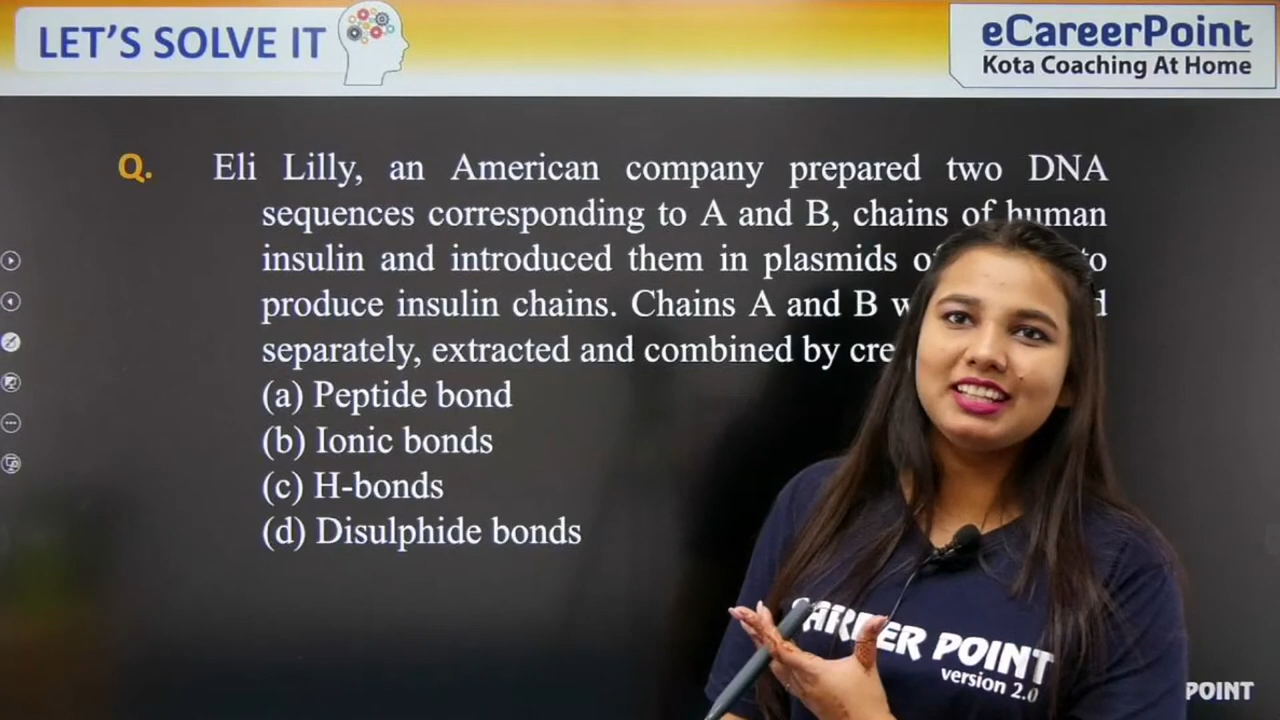 LET'S SOLVE IT
eCareerPoint
Kota Coaching At Home
Q. Eli Lilly, an American company prepared two DNA
sequences corresponding to A and B, chains of human
insulin and introduced them in plasmids to
produce insulin chains. Chains A and B
separately, extracted and combined by
(a) Peptide bond
(b) Ionic bonds
(c) H-bonds
(d) Disulphide bonds
CAREER POINT
version 2.0
POINT